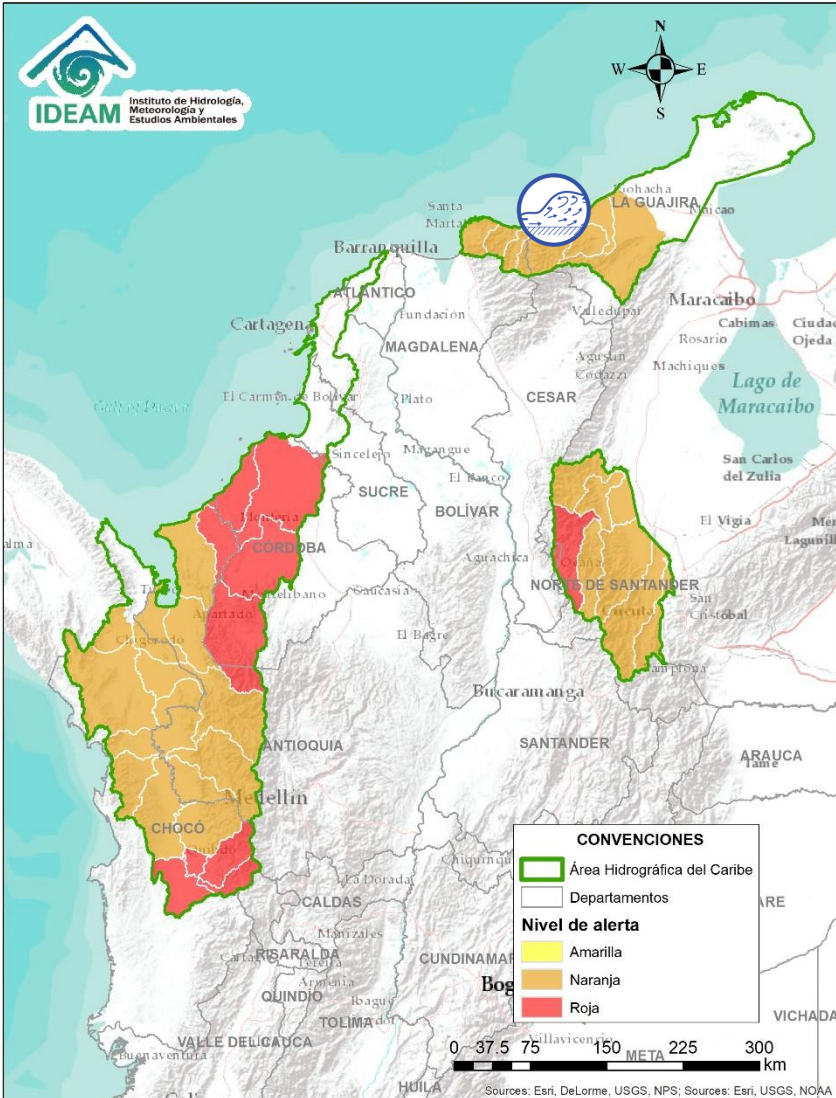 IDEAM
Instituto de Hidrología,
Meteorología y
Estudios Ambientales
N
W
E
S
Santa
Marta
Riohacha
LA GUAJIRA
Maicao
Barranquilla
ATLÁNTICO
Maracaibo
Cabimas
Ciudad
Ojeda
Cartagena
Fundación
Valledupar
Rosario
MAGDALENA
Agustín
Codazzi
Machiques
El Carmen de Bolívar
Plato
CESAR
Lago de
Maracaibo
Sincelejo
Magangue
San Carlos
del Zulia
El Banco
SUCRE
BOLÍVAR
El Vigía
Montería
CÓRDOBA
Aguachica
Ocaña
NORTE DE SANTANDER
Montelíbano
Caucasia
San
Cristóbal
Apartadó
Cúcuta
El Bagre
Chigorodó
Pamplona
Bucaramanga
ANTIOQUIA
SANTANDER
ARAUCA
Tame
Medellín
CHOCÓ
Quibdó
La Dorada
CALDAS
Manizales
RISARALDA
Pereira
Armenia
QUINDÍO
Ibagué
TOLIMA
VALLE DEL CAUCA
Buenaventura
HUILA
CUNDINAMAR
Bog
Villavicencio
META
VICHADA
ARE
CONVENCIONES
Área Hidrográfica del Caribe
Departamentos
Nivel de alerta
Amarilla
Naranja
Roja
0 37.5 75 150 225 300
km
Sources: Esri, DeLorme, USGS, NPS; Sources: Esri, USGS, NOAA